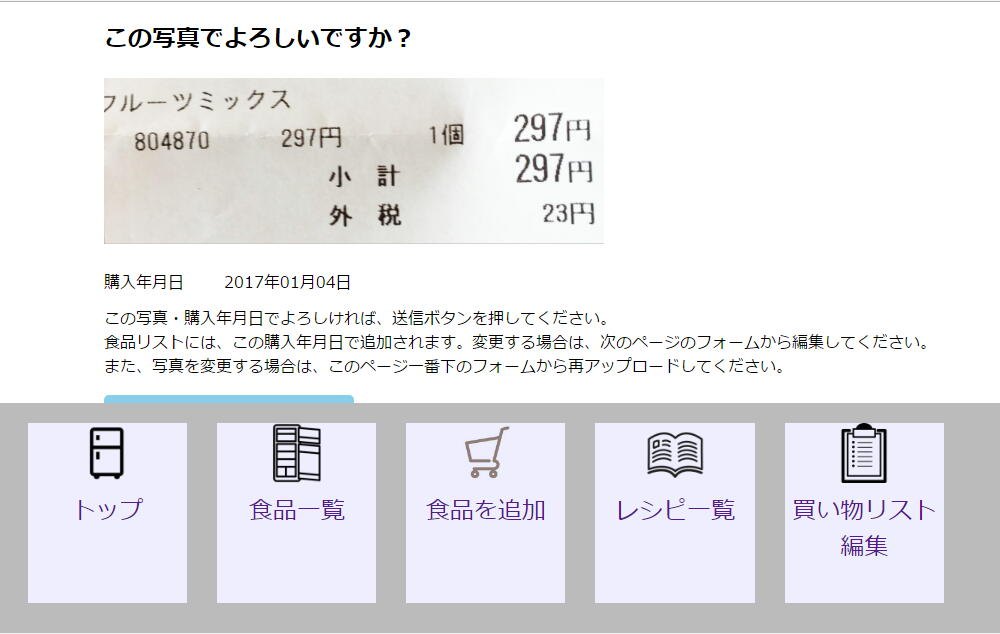 この写真でよろしいですか？
フルーツミックス
804870 297円 1個 297円
小計 297円
外税 23円
購入年月日 2017年01月04日
この写真・購入年月日でよろしければ、送信ボタンを押してください。
食品リストには、この購入年月日で追加されます。変更する場合は、次のページのフォームから編集してください。
また、写真を変更する場合は、このページ一番下のフォームから再アップロードしてください。
トップ
食品一覧
食品を追加
レシピ一覧
買い物リスト
編集